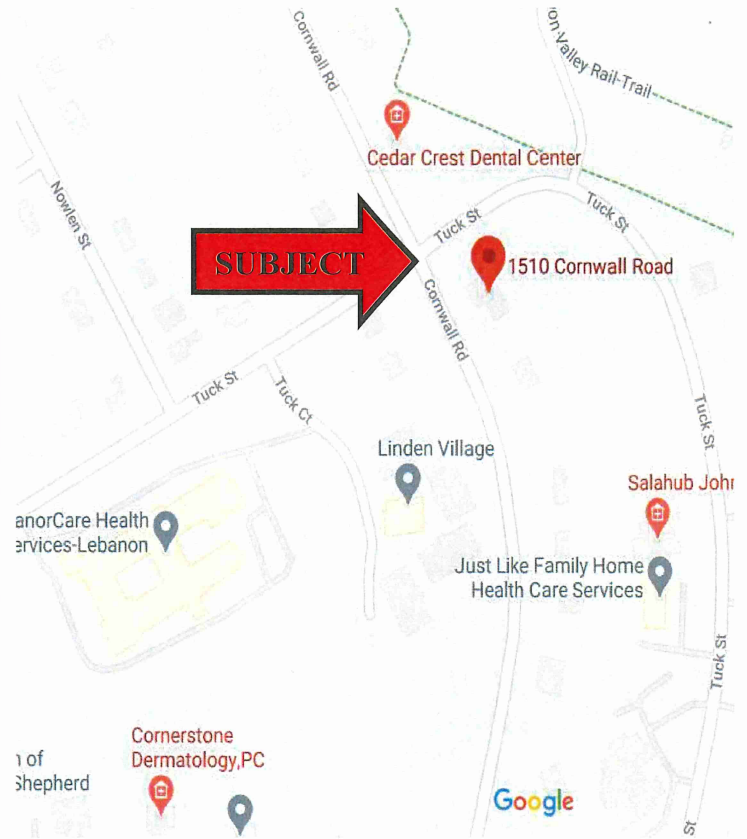 Cornwall Rd
on-Valley Rail-Trail
Cedar Crest Dental Center
Nowlen St
Tuck St
Tuck St
SUBJECT
1510 Cornwall Road
Cornwall Rd
Tuck St
Tuck Ct
Tuck St
Linden Village
Salahub John
anorCare Health
ervices-Lebanon
Just Like Family Home
Health Care Services
Tuck St
Cornerstone
Dermatology,PC
of
Shepherd
Google
St